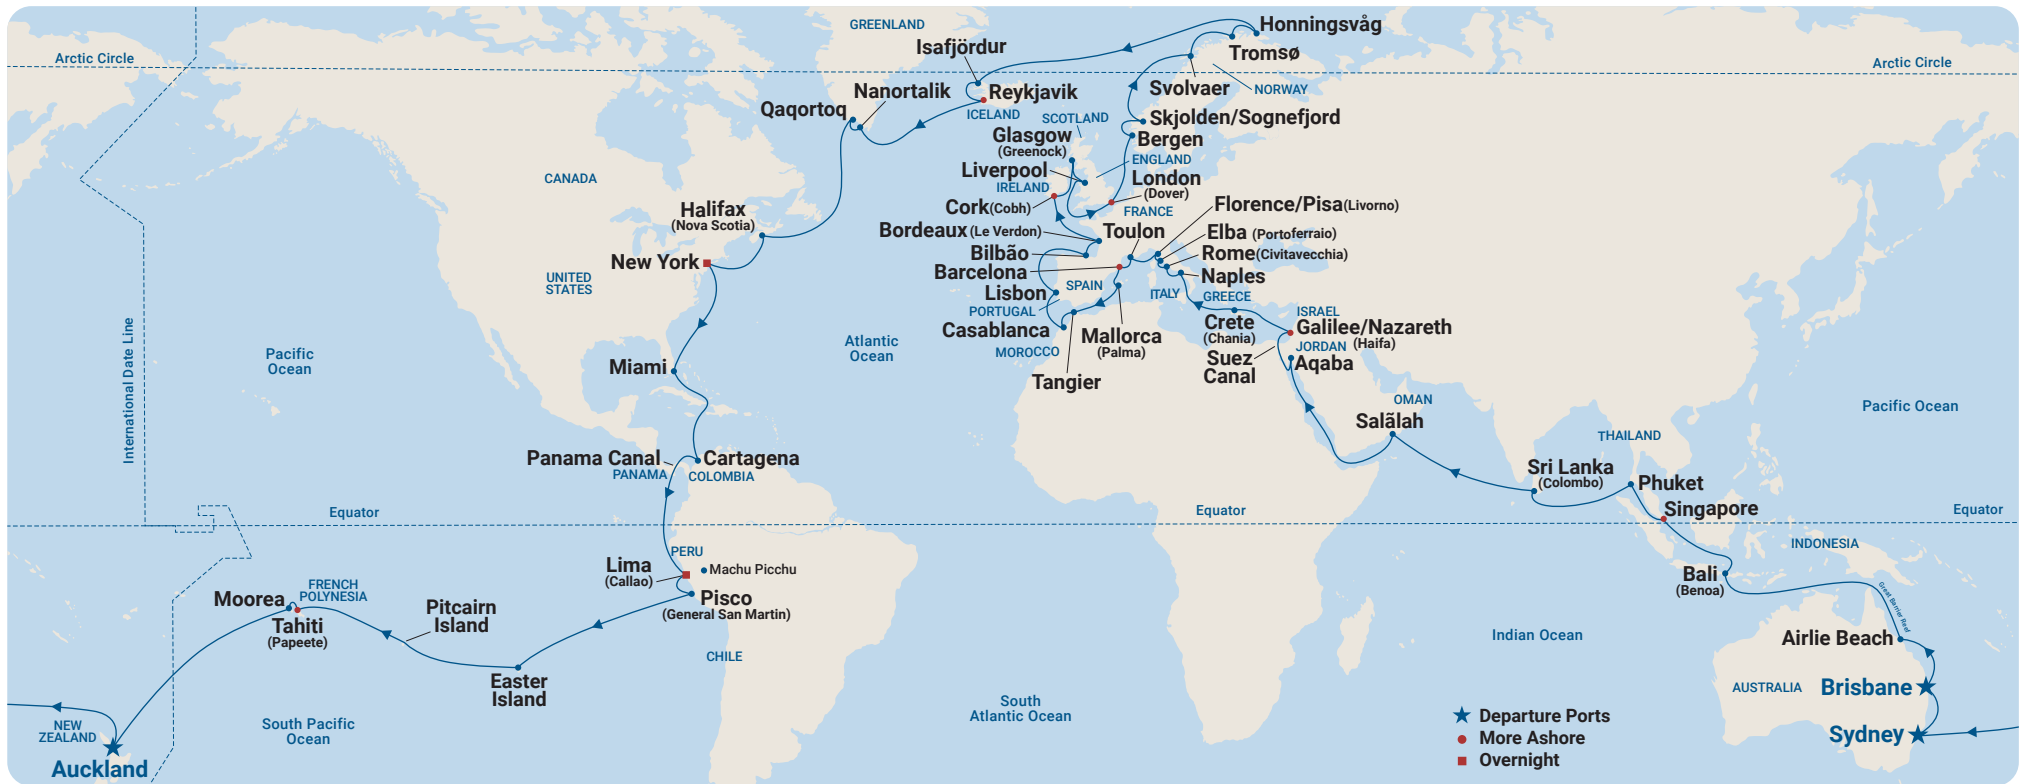 GREENLAND
Honningsvåg
Isafjördur
Tromsø
Arctic Circle
Arctic Circle
Svolvaer
NORWAY
Nanortalik
Reykjavik
Qaqortoq
ICELAND
SCOTLAND
Skjolden/Sognefjord
Glasgow
(Greenock)
Bergen
ENGLAND
Liverpool
CANADA
IRELAND
London
(Dover)
Cork(Cobh)
FRANCE
Florence/Pisa(Livorno)
Halifax
(Nova Scotia)
Bordeaux (Le Verdon)
Toulon
Elba (Portoferraio)
Bilbão
Rome(Civitavecchia)
New York
Barcelona
Naples
UNITED
STATES
SPAIN
Lisbon
ITALY
GREECE
PORTUGAL
ISRAEL
Casablanca
Crete
(Chania)
Galilee/Nazareth
(Haifa)
Mallorca
(Palma)
MOROCCO
JORDAN
Suez
Canal
Aqaba
Tangier
International Date Line
Pacific
Ocean
Atlantic
Ocean
Miami
OMAN
Pacific Ocean
Salãlah
THAILAND
Panama Canal
Cartagena
PANAMA
COLOMBIA
Sri Lanka
(Colombo)
Phuket
Singapore
Equator
Equator
Equator
INDONESIA
PERU
Lima
(Callao)
Machu Picchu
Bali
(Benoa)
FRENCH
POLYNESIA
Moorea
Pisco
(General San Martin)
Great Barrier Reef
Pitcairn
Island
Tahiti
(Papeete)
Indian Ocean
Airlie Beach
CHILE
Easter
Island
AUSTRALIA
Brisbane
South
Atlantic Ocean
NEW
ZEALAND
South Pacific
Ocean
Departure Ports
More Ashore
Overnight
Sydney
Auckland